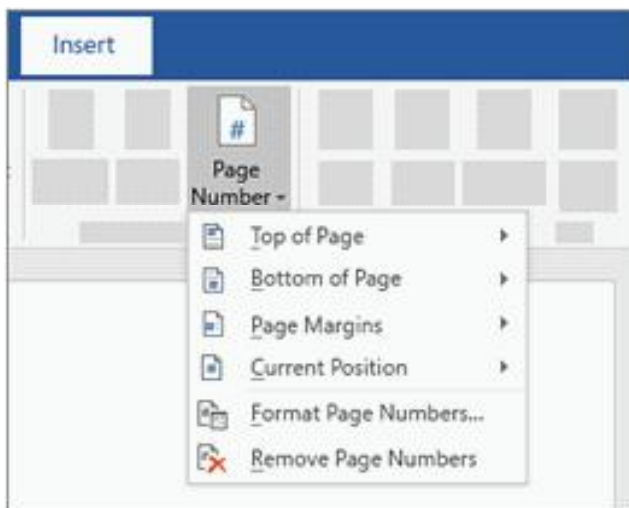 Insert
#
Page
Number
Top of Page
Bottom of Page
Page Margins
Current Position
Format Page Numbers...
Remove Page Numbers